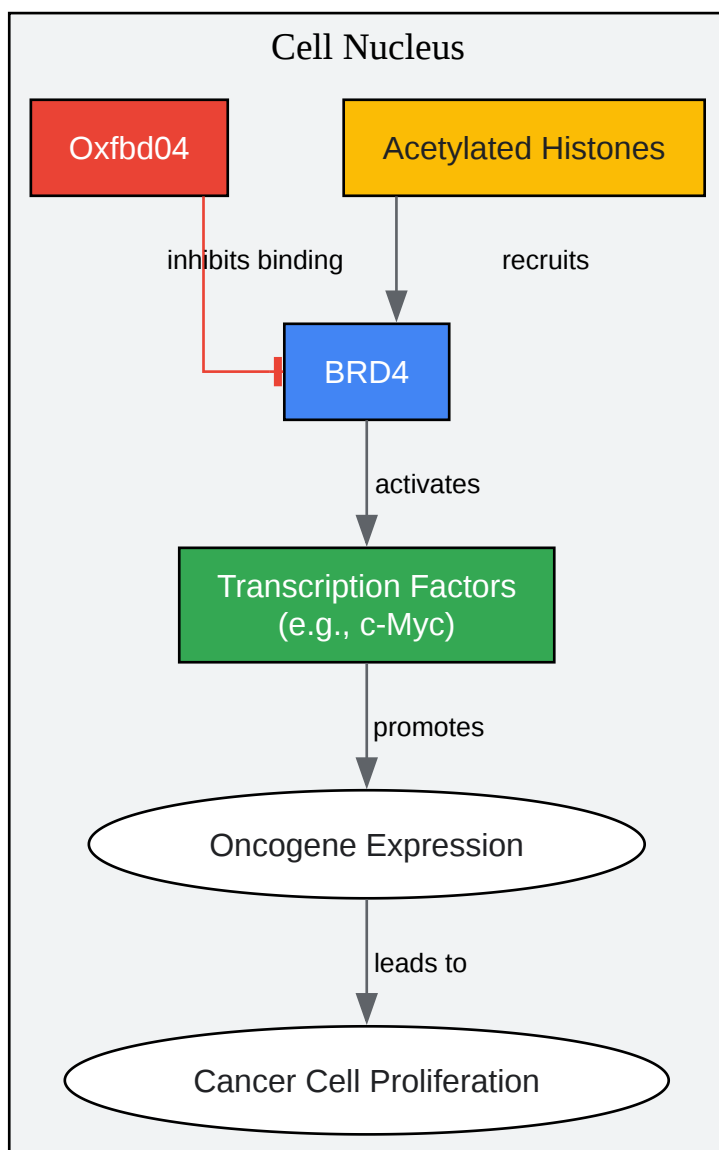 Cell Nucleus
Oxfbd04
Acetylated Histones
inhibits binding
recruits
BRD4
activates
Transcription Factors
(e.g., c-Myc)
promotes
Oncogene Expression
leads to
Cancer Cell Proliferation